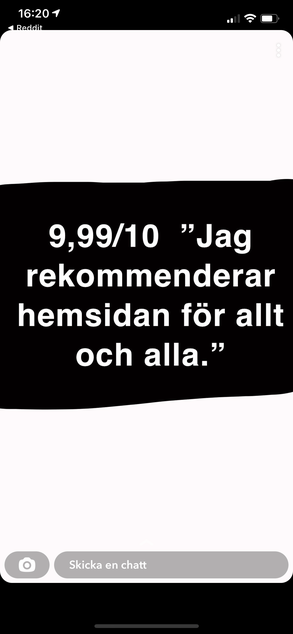 16:20
◀ Reddit
9,99/10 ”Jag
rekommenderar
hemsidan för allt
och alla.”
Skicka en chatt